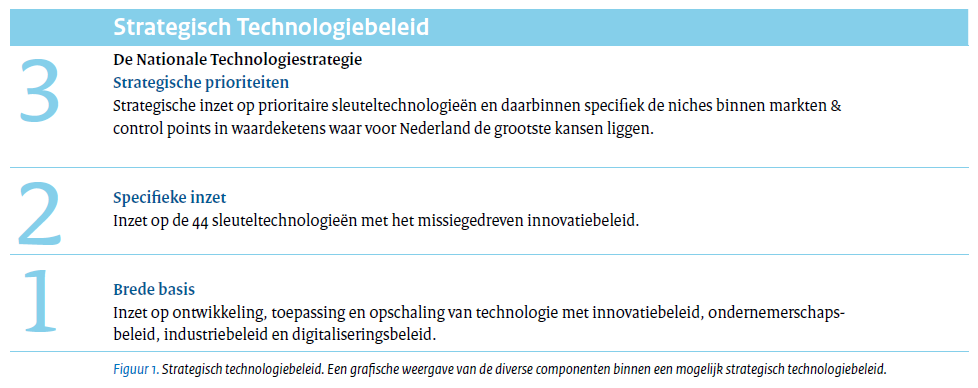 Strategisch Technologiebeleid
3
De Nationale Technologiestrategie
Strategische prioriteiten
Strategische inzet op prioritaire sleuteltechnologieën en daarbinnen specifiek de niches binnen markten &
control points in waardeketens waar voor Nederland de grootste kansen liggen.
2
Specifieke inzet
Inzet op de 44 sleuteltechnologieën met het missiegedreven innovatiebeleid.
1
Brede basis
Inzet op ontwikkeling, toepassing en opschaling van technologie met innovatiebeleid, ondernemerschaps-
beleid, industriebeleid en digitaliseringsbeleid.
Figuur 1. Strategisch technologiebeleid. Een grafische weergave van de diverse componenten binnen een mogelijk strategisch technologiebeleid.